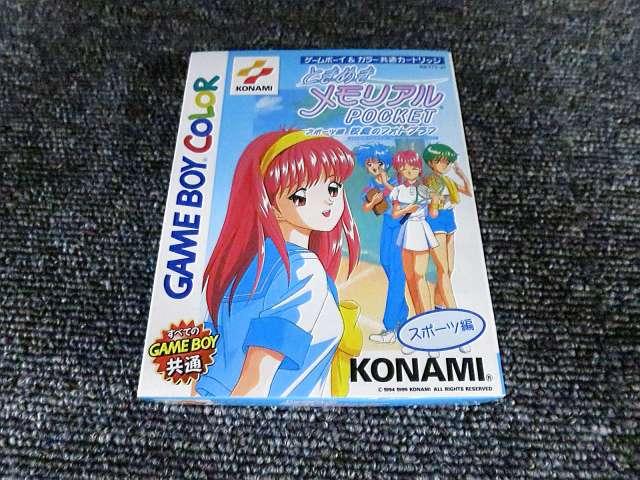 ゲームボーイ&カラー共通カートリッジ
KONAMI
ときめき
メモリアル
POCKET
スポーツ編 校庭のフォトグラフ
GAME BOY COLOR
すべての
GAME BOY
共通
スポーツ編
KONAMI
© 1994 1999 KONAMI ALL RIGHTS RESERVED